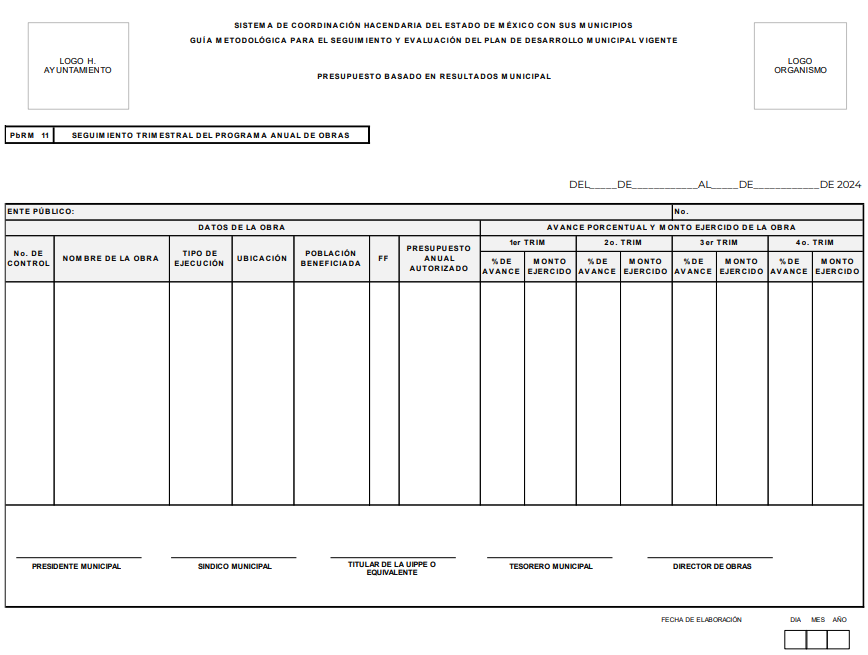 SISTEMA DE COORDINACIÓN HACENDARIA DEL ESTADO DE MÉXICO CON SUS MUNICIPIOS
GUÍA METODOLÓGICA PARA EL SEGUIMIENTO Y EVALUACIÓN DEL PLAN DE DESARROLLO MUNICIPAL VIGENTE
LOGO H.
AYUNTAMIENTO
LOGO
ORGANISMO
PRESUPUESTO BASADO EN RESULTADOS MUNICIPAL
PbRM 11 SEGUIMIENTO TRIMESTRAL DEL PROGRAMA ANUAL DE OBRAS
DEL_____DE____________AL_____DE____________DE 2024
ENTE PÚBLICO: No.
DATOS DE LA OBRA AVANCE PORCENTUAL Y MONTO EJERCIDO DE LA OBRA
No. DE
CONTROL
NOMBRE DE LA OBRA
TIPO DE
EJECUCIÓN
UBICACIÓN
POBLACIÓN
BENEFICIADA
FF
PRESUPUESTO
ANUAL
AUTORIZADO
1er TRIM 2o. TRIM 3er TRIM 4o. TRIM
% DE
AVANCE
MONTO
EJERCIDO
% DE
AVANCE
MONTO
EJERCIDO
% DE
AVANCE
MONTO
EJERCIDO
% DE
AVANCE
MONTO
EJERCIDO
PRESIDENTE MUNICIPAL
SINDICO MUNICIPAL
TITULAR DE LA UIPPE O
EQUIVALENTE
TESORERO MUNICIPAL
DIRECTOR DE OBRAS
FECHA DE ELABORACIÓN DIA MES AÑO